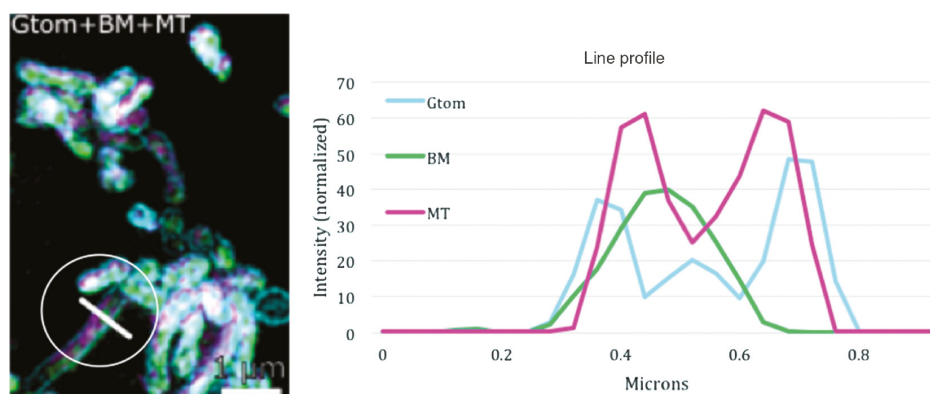 Gtom+BM+MT
1 μm
Line profile
Intensity (normalized)
70
60
50
40
30
20
10
0
Gtom
BM
MT
0
0.2
0.4
0.6
0.8
Microns